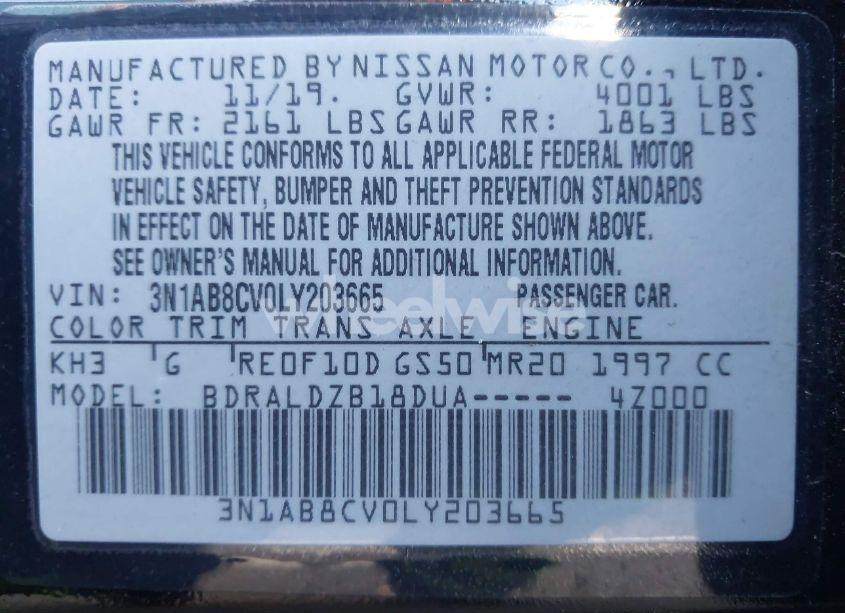 MANUFACTURED BY NISSAN MOTOR CO., LTD.
DATE: 11/19. GVWR: 4001 LBS
GAWR FR: 2161 LBS GAWR RR: 1863 LBS
THIS VEHICLE CONFORMS TO ALL APPLICABLE FEDERAL MOTOR
VEHICLE SAFETY, BUMPER AND THEFT PREVENTION STANDARDS
IN EFFECT ON THE DATE OF MANUFACTURE SHOWN ABOVE.
SEE OWNER'S MANUAL FOR ADDITIONAL INFORMATION.
VIN: 3N1AB8CV0LY203665 PASSENGER CAR.
wheelwise
COLOR TRIM TRANS AXLE ENGINE
KH3 G RE0F10D GS50 MR20 1997 CC
MODEL: BDRALDZB18DUA----- 4Z000
3N1AB8CV0LY203665